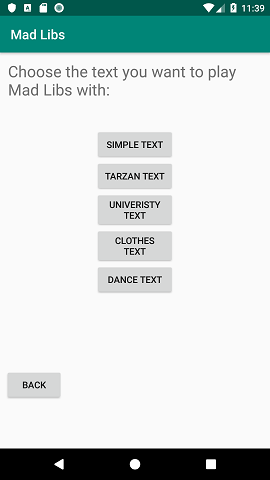 11:39
Mad Libs
Choose the text you want to play
Mad Libs with:
SIMPLE TEXT
TARZAN TEXT
UNIVERISTY
TEXT
CLOTHES
TEXT
DANCE TEXT
BACK